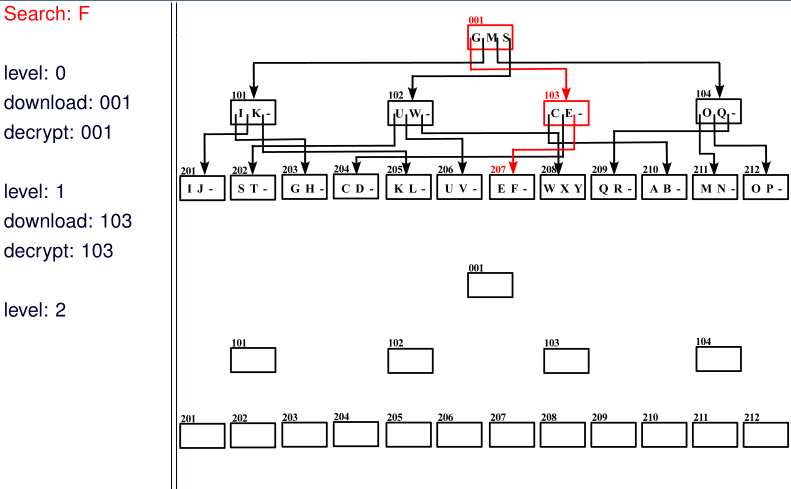 Search: F
level: 0
download: 001
decrypt: 001
level: 1
download: 103
decrypt: 103
level: 2
001
G M S
101 102 103 104
I K - U W - C E - O Q -
201 202 203 204 205 206 207 208 209 210 211 212
I J - S T - G H - C D - K L - U V - E F - W X Y Q R - A B - M N - O P -
001
101 102 103 104
201 202 203 204 205 206 207 208 209 210 211 212